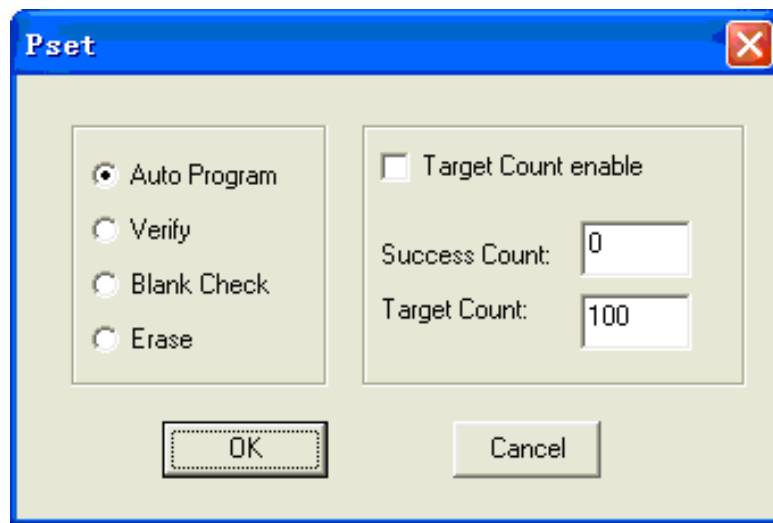 Pset
Auto Program
Verify
Blank Check
Erase
Target Count enable
Success Count: 0
Target Count: 100
OK
Cancel